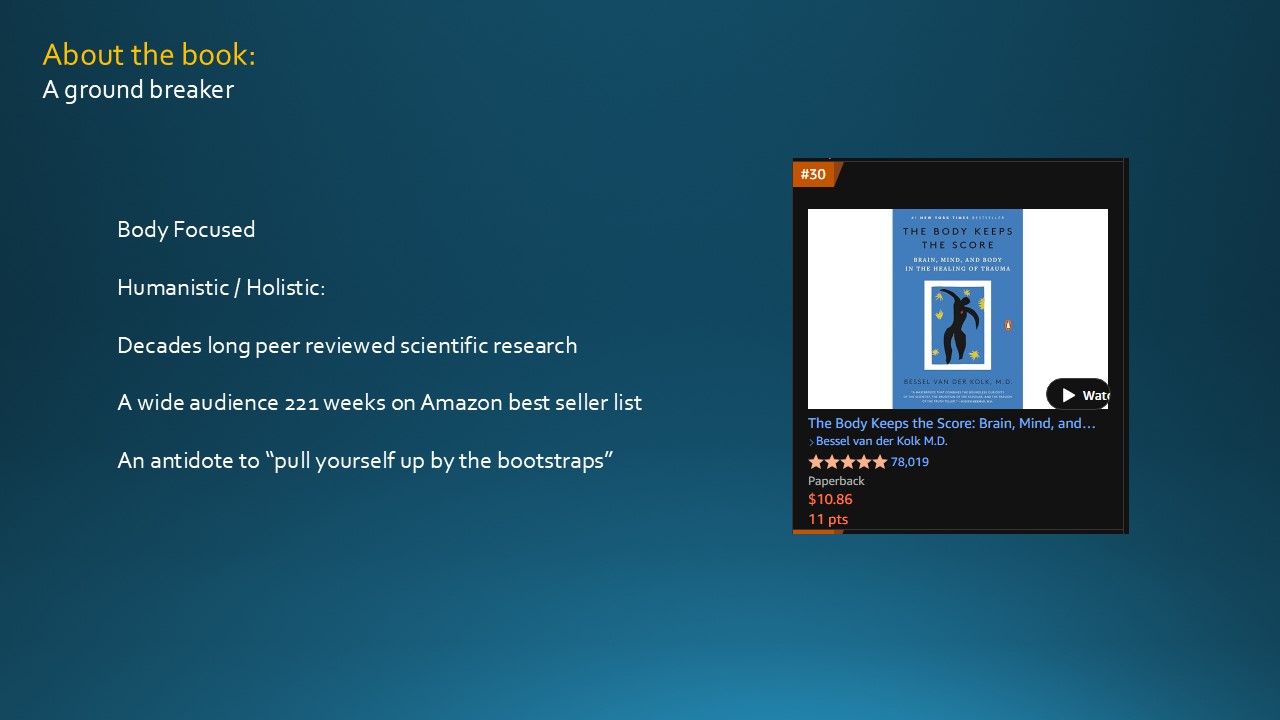 About the book:
A ground breaker
Body Focused
Humanistic / Holistic:
Decades long peer reviewed scientific research
A wide audience 221 weeks on Amazon best seller list
An antidote to “pull yourself up by the bootstraps”
#30
#1 NEW YORK TIMES BESTSELLER
THE BODY KEEPS
THE SCORE
BRAIN, MIND, AND BODY
IN THE HEALING OF TRAUMA
BESSEL VAN DER KOLK, M.D.
Watc
The Body Keeps the Score: Brain, Mind, and…
›Bessel van der Kolk M.D.
78,019
Paperback
$10.86
11 pts